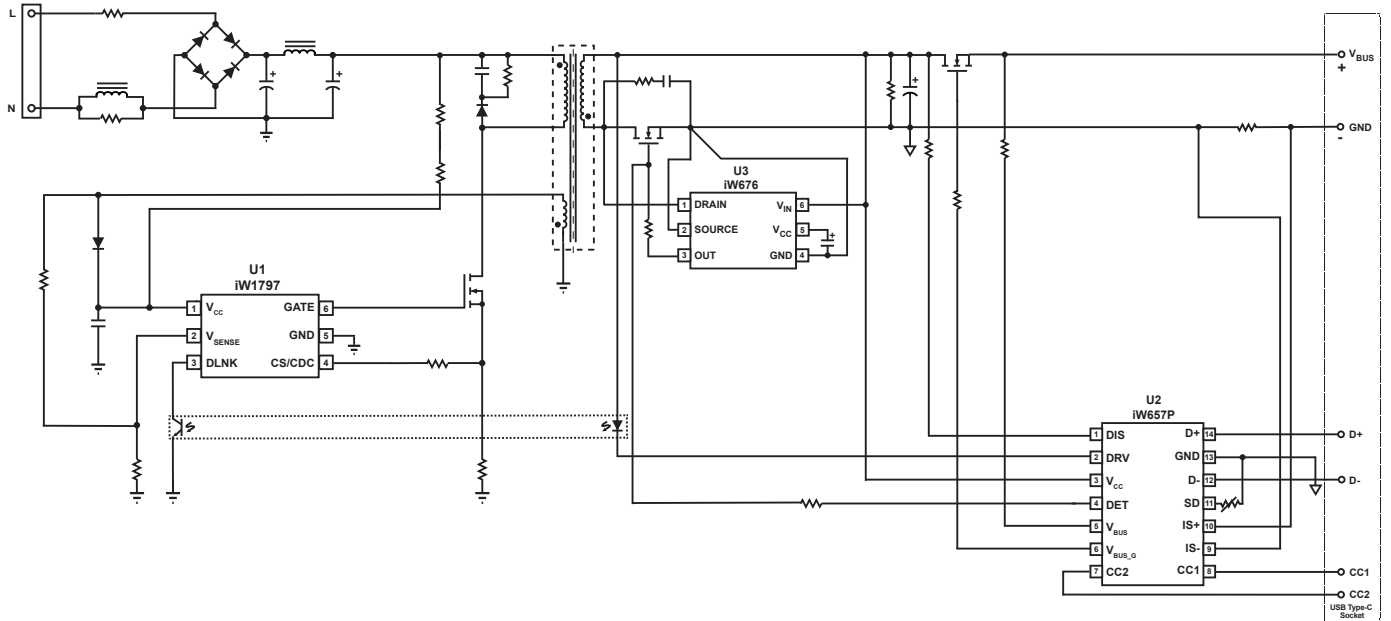 L
N
+
+
+
V_BUS
+
GND
-
U3
iW676
1 DRAIN
2 SOURCE
3 OUT
V_IN 6
V_CC 5
GND 4
+
U1
iW1797
1 V_CC
2 V_SENSE
3 DLNK
GATE 6
GND 5
CS/CDC 4
U2
iW657P
1 DIS
2 DRV
3 V_CC
4 DET
5 V_BUS
6 V_BUS_G
7 CC2
D+ 14
GND 13
D- 12
SD 11
IS+ 10
IS- 9
CC1 8
D+
D-
CC1
CC2
USB Type-C
Socket